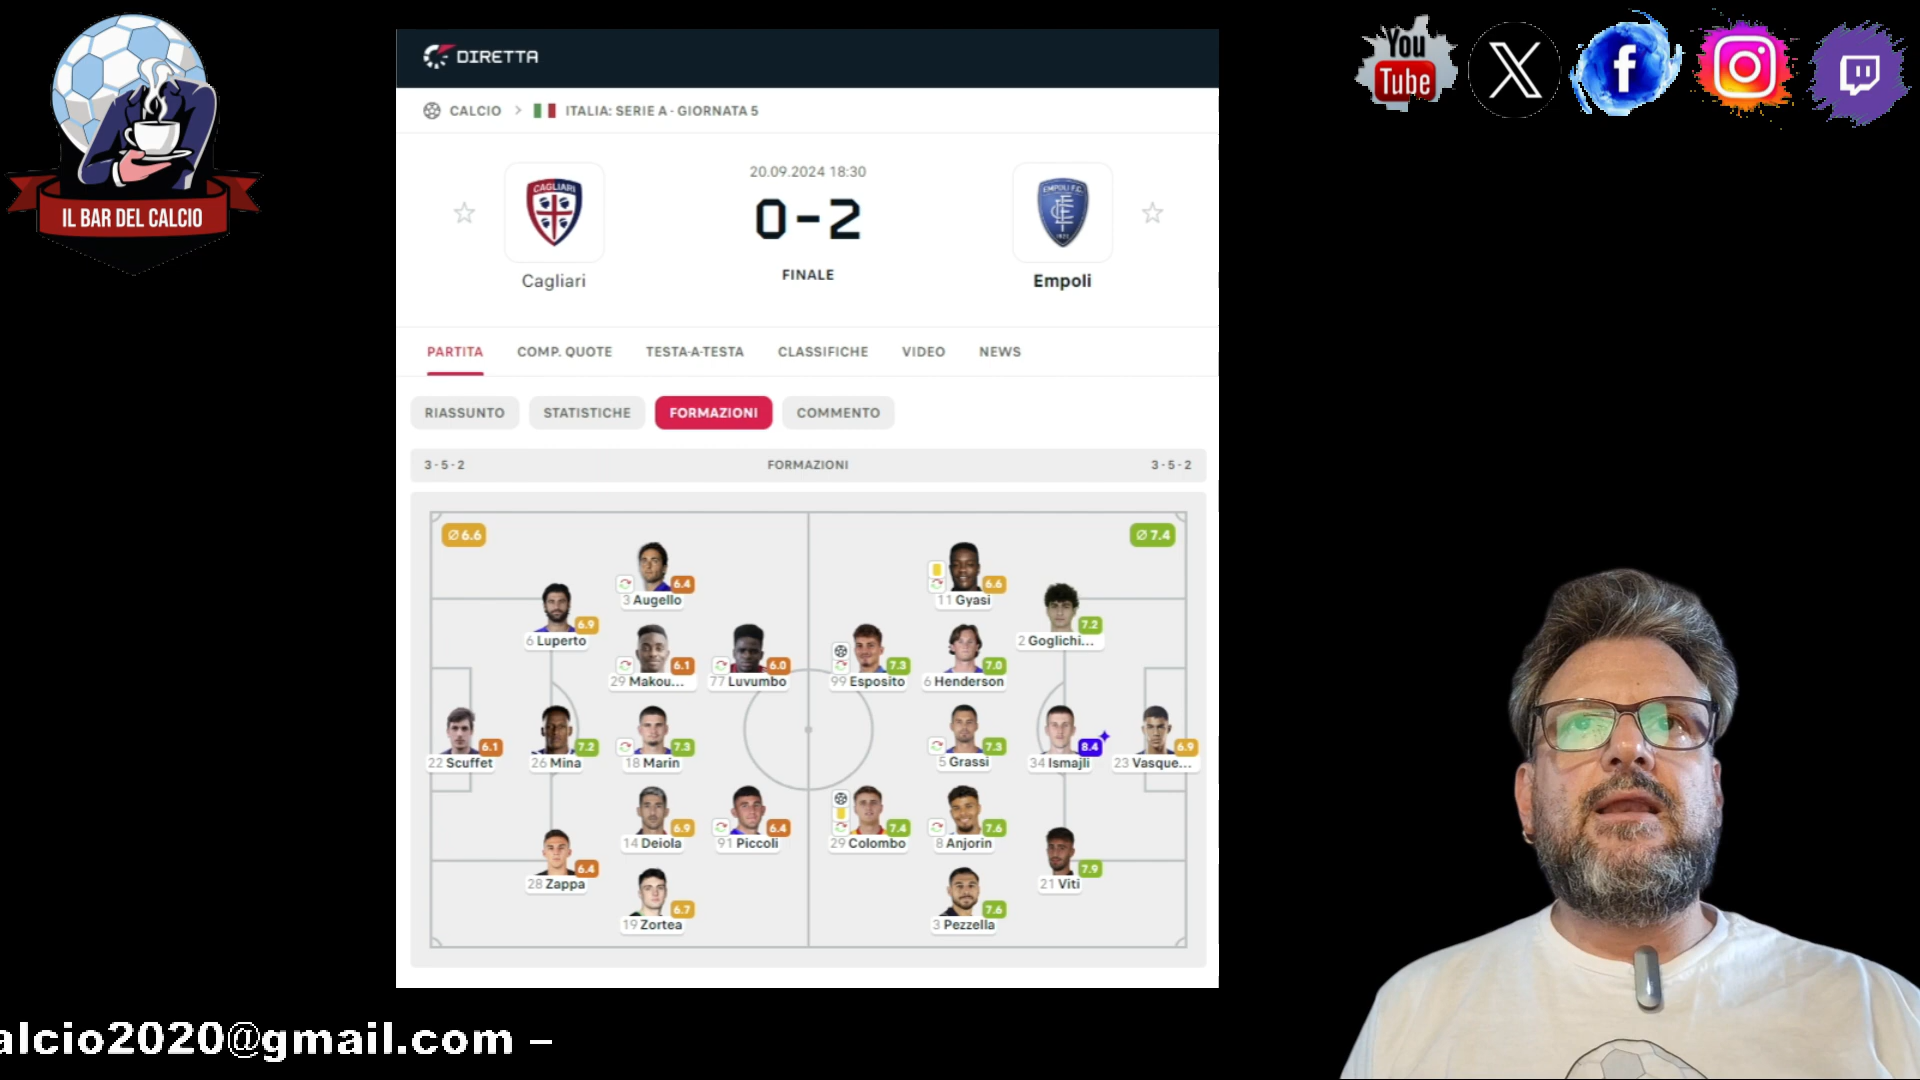 IL BAR DEL CALCIO
You
Tube
DIRETTA
CALCIO > ITALIA: SERIE A - GIORNATA 5
20.09.2024 18:30
CAGLIARI
0-2
EMPOLI F.C.
Cagliari
FINALE
Empoli
PARTITA COMP. QUOTE TESTA-A-TESTA CLASSIFICHE VIDEO NEWS
RIASSUNTO STATISTICHE FORMAZIONI COMMENTO
3 - 5 - 2 FORMAZIONI 3 - 5 - 2
Ø 6.6
Ø 7.4
6.4
3 Augello
6.6
11 Gyasi
6.9
6 Luperto
7.2
2 Goglichi...
6.1
29 Makou...
6.0
77 Luvumbo
7.3
99 Esposito
7.0
6 Henderson
6.1
22 Scuffet
7.2
26 Mina
7.3
18 Marin
7.3
5 Grassi
8.4
34 Ismajli
6.9
23 Vasque...
6.9
14 Deiola
6.4
91 Piccoli
7.4
29 Colombo
7.6
8 Anjorin
6.4
28 Zappa
7.9
21 Viti
6.7
19 Zortea
7.6
3 Pezzella
alcio2020@gmail.com –